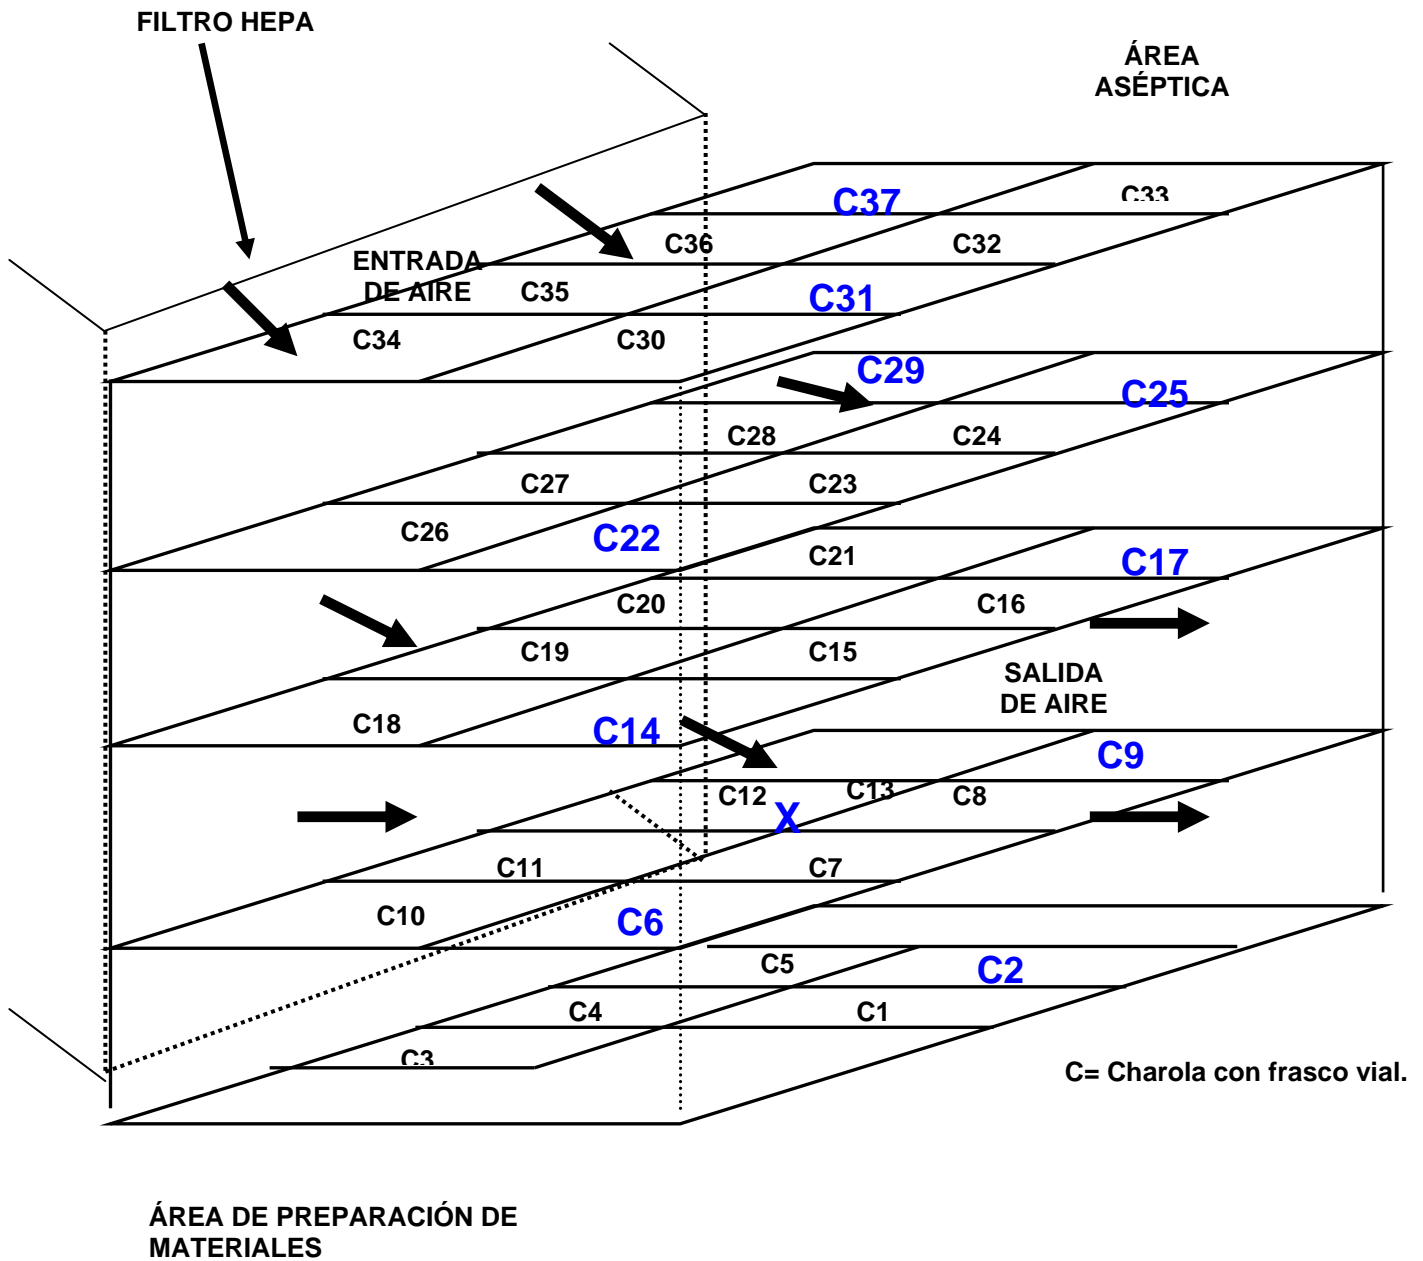 FILTRO HEPA
ÁREA
ASÉPTICA
C37
C33
C36
C32
ENTRADA
DE AIRE
C35
C31
C34
C30
C29
C25
C28
C24
C27
C23
C26
C22
C21
C17
C20
C16
C19
C15
SALIDA
DE AIRE
C18
C14
C9
C12
C13
C8
X
C11
C7
C10
C6
C5
C2
C4
C1
C3
C= Charola con frasco vial.
ÁREA DE PREPARACIÓN DE
MATERIALES